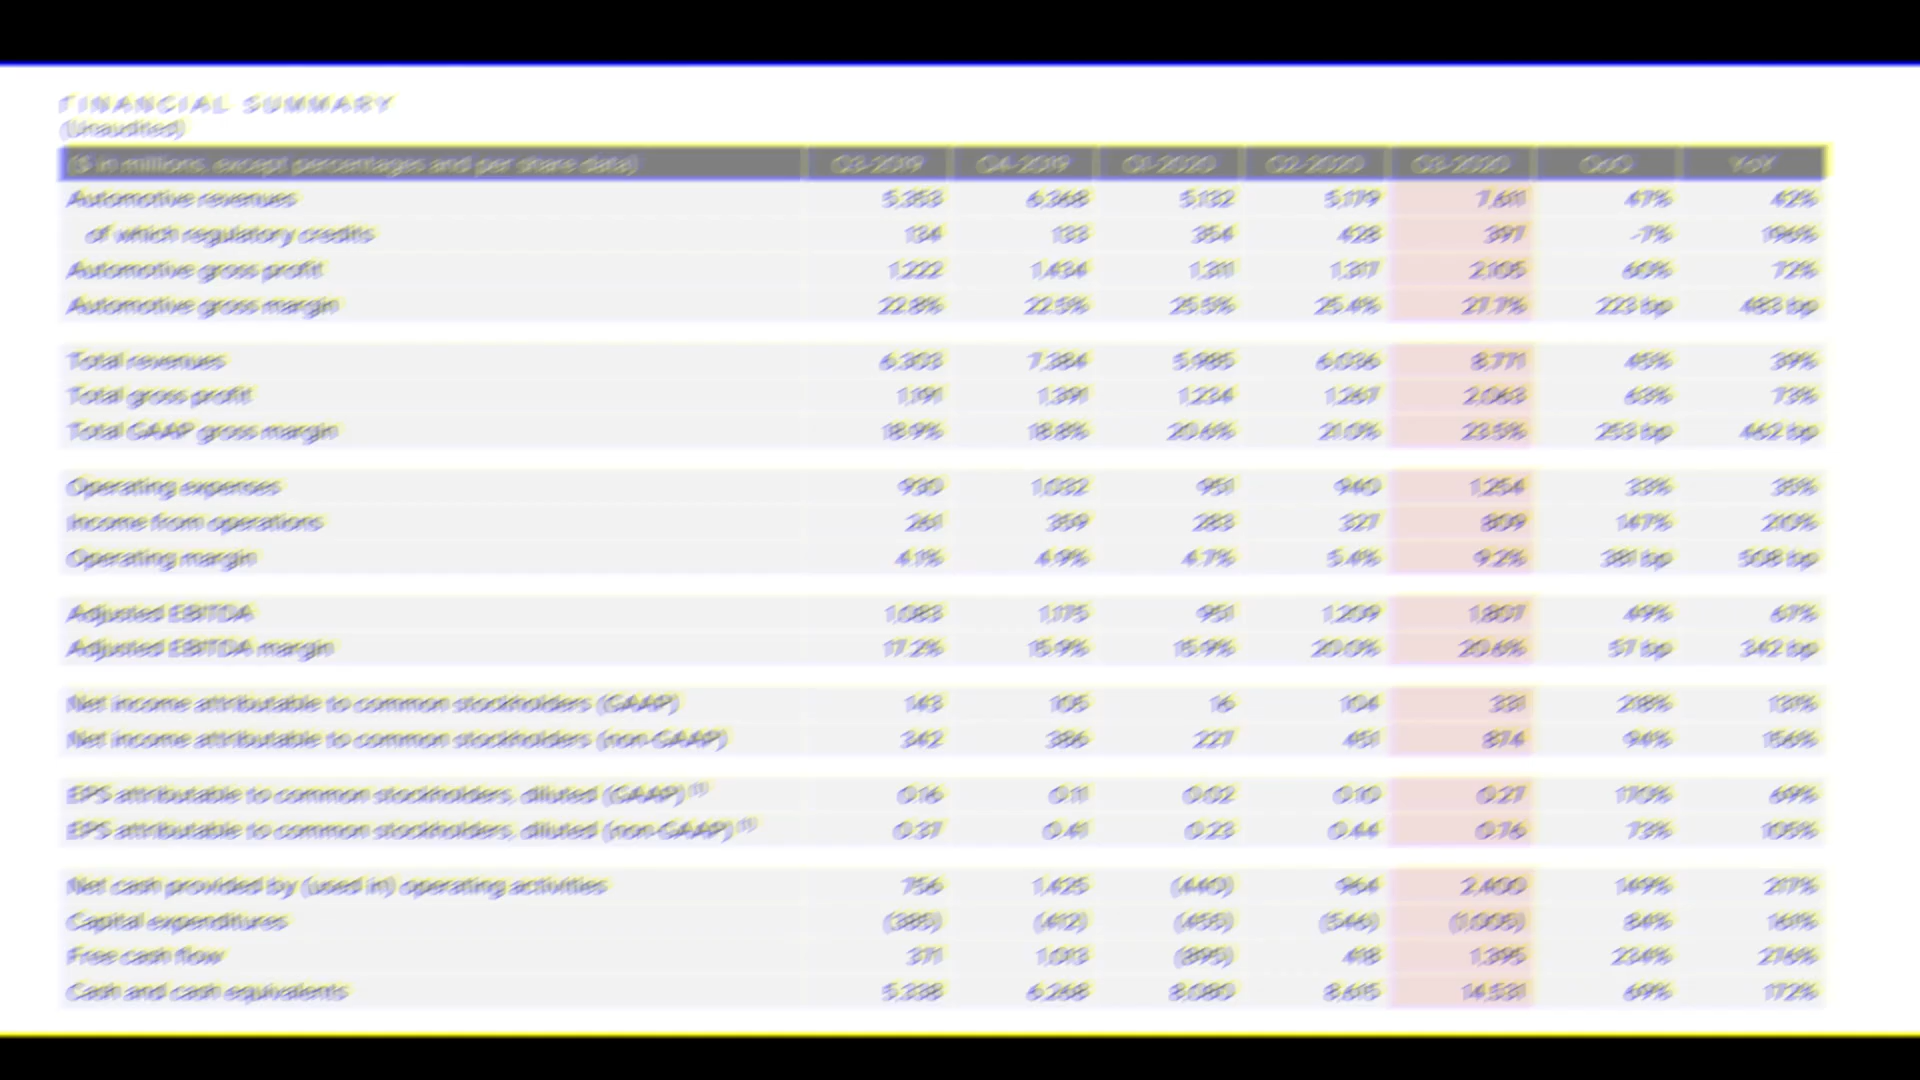 FINANCIAL SUMMARY
(Unaudited)
($ in millions, except percentages and per share data) Q3-2019 Q4-2019 Q1-2020 Q2-2020 Q3-2020 QoQ YoY
Automotive revenues 5,353 6,368 5,132 5,179 7,611 47% 42%
of which regulatory credits 134 133 354 428 397 -7% 196%
Automotive gross profit 1,222 1,434 1,311 1,317 2,105 60% 72%
Automotive gross margin 22.8% 22.5% 25.5% 25.4% 27.7% 223 bp 483 bp
Total revenues 6,303 7,384 5,985 6,036 8,771 45% 39%
Total gross profit 1,191 1,391 1,234 1,267 2,063 63% 73%
Total GAAP gross margin 18.9% 18.8% 20.6% 21.0% 23.5% 253 bp 462 bp
Operating expenses 930 1,032 951 940 1,254 33% 35%
Income from operations 261 359 283 327 809 147% 210%
Operating margin 4.1% 4.9% 4.7% 5.4% 9.2% 381 bp 508 bp
Adjusted EBITDA 1,083 1,175 951 1,209 1,807 49% 67%
Adjusted EBITDA margin 17.2% 15.9% 15.9% 20.0% 20.6% 57 bp 342 bp
Net income attributable to common stockholders (GAAP) 143 105 16 104 331 218% 131%
Net income attributable to common stockholders (non-GAAP) 342 386 227 451 874 94% 156%
EPS attributable to common stockholders, diluted (GAAP) (1) 0.16 0.11 0.02 0.10 0.27 170% 69%
EPS attributable to common stockholders, diluted (non-GAAP) (1) 0.37 0.41 0.23 0.44 0.76 73% 105%
Net cash provided by (used in) operating activities 756 1,425 (440) 964 2,400 149% 217%
Capital expenditures (385) (412) (455) (546) (1,005) 84% 161%
Free cash flow 371 1,013 (895) 418 1,395 234% 276%
Cash and cash equivalents 5,338 6,268 8,080 8,615 14,531 69% 172%